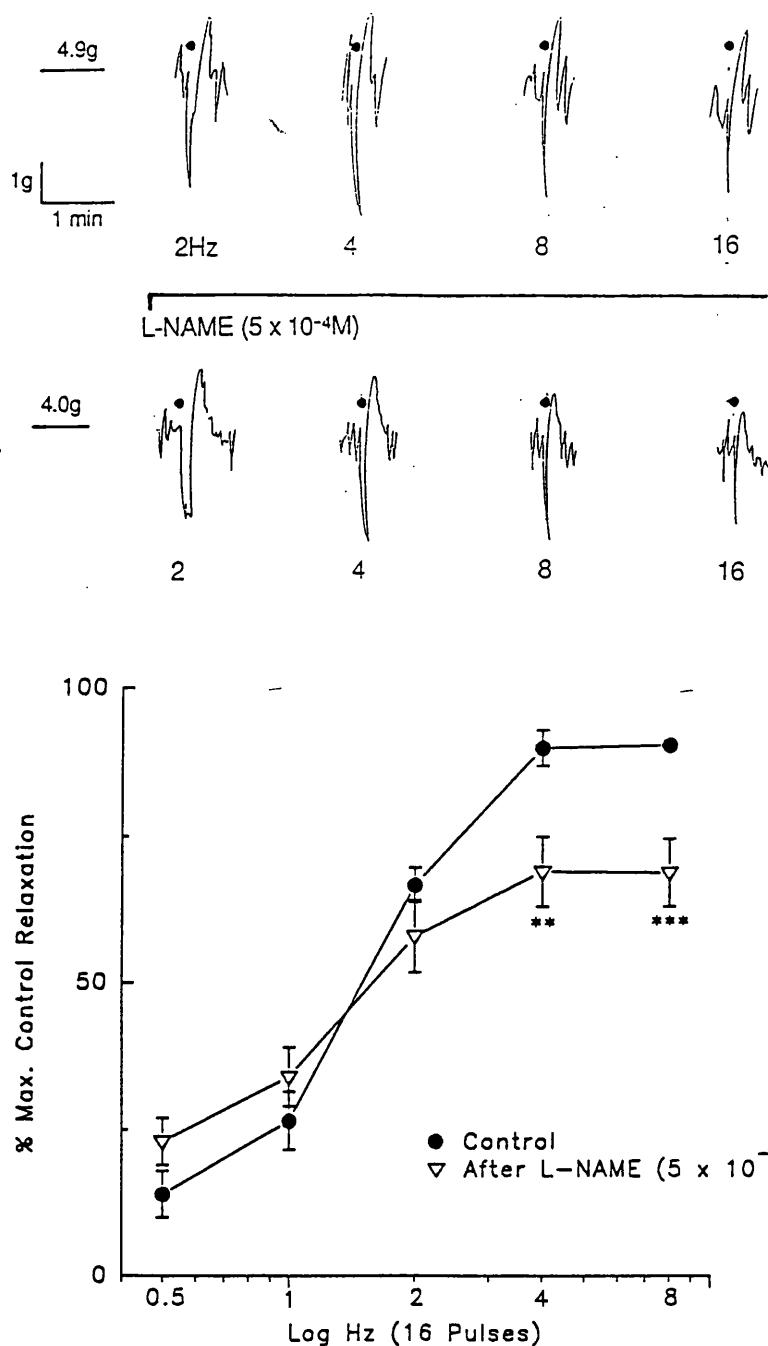 4.9g
1g
1 min
2Hz 4 8 16
L-NAME (5 x 10⁻⁴M)
4.0g
2 4 8 16
100
50
0
% Max. Control Relaxation
** ***
● Control
▽ After L-NAME (5 x 10⁻
0.5 1 2 4 8
Log Hz (16 Pulses)